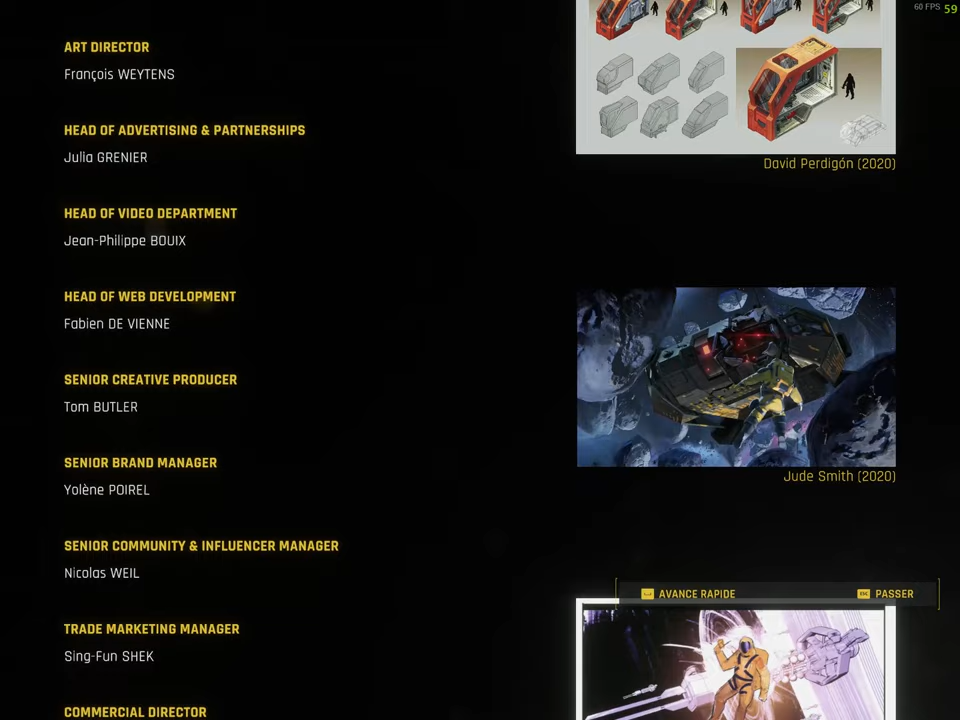 60 FPS 59
ART DIRECTOR
François WEYTENS
HEAD OF ADVERTISING & PARTNERSHIPS
Julia GRENIER
David Perdigón (2020)
HEAD OF VIDEO DEPARTMENT
Jean-Philippe BOUIX
HEAD OF WEB DEVELOPMENT
Fabien DE VIENNE
SENIOR CREATIVE PRODUCER
Tom BUTLER
SENIOR BRAND MANAGER
Yolène POIREL
Jude Smith (2020)
SENIOR COMMUNITY & INFLUENCER MANAGER
Nicolas WEIL
AVANCE RAPIDE
PASSER
TRADE MARKETING MANAGER
Sing-Fun SHEK
COMMERCIAL DIRECTOR